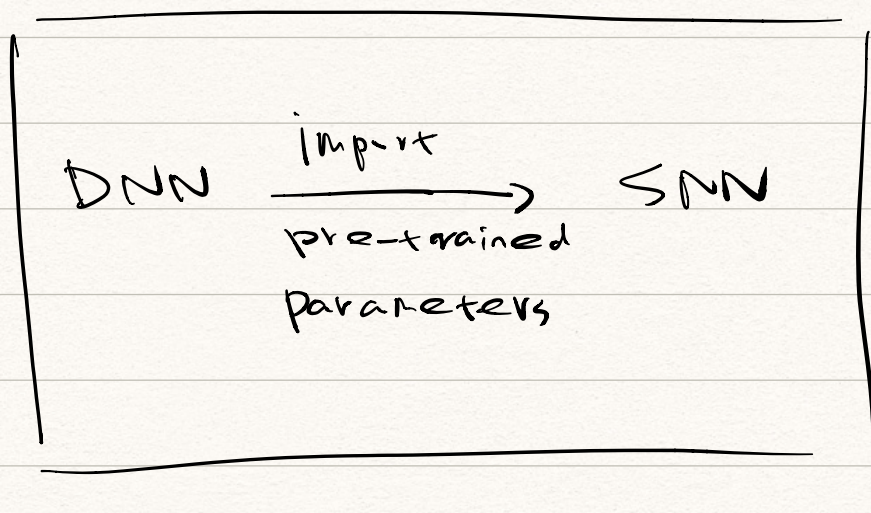 import
DNN → SNN
pre-trained
parameters